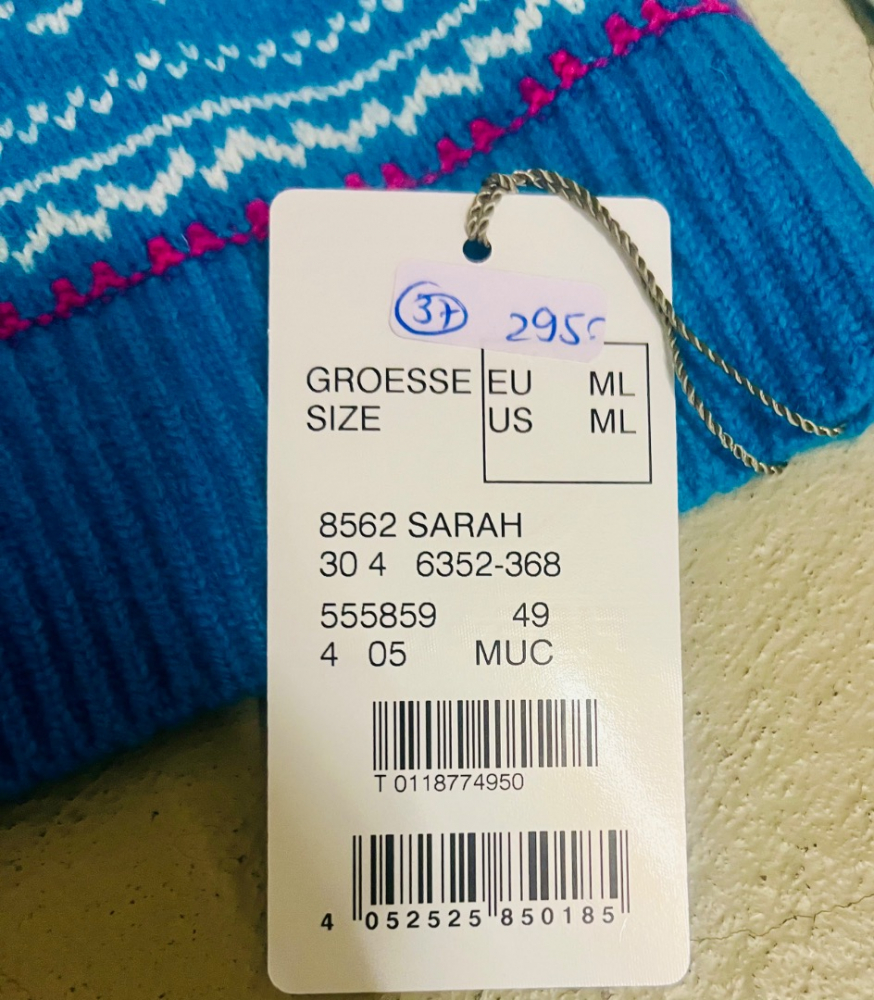 37 2950
GROESSE EU ML
SIZE US ML
8562 SARAH
30 4 6352-368
555859 49
4 05 MUC
T 0118774950
4 052525 850185